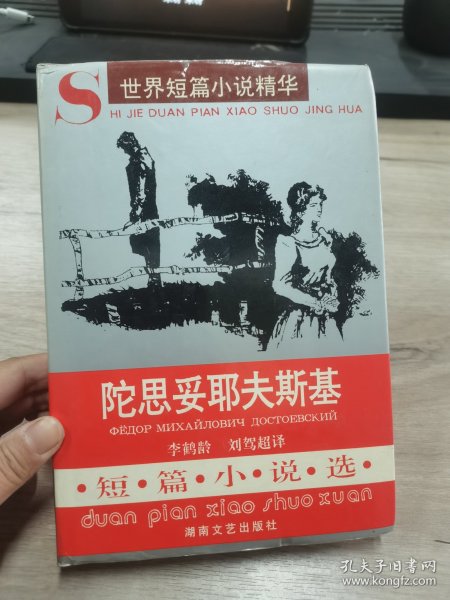 世界短篇小说精华
SHI JIE DUAN PIAN XIAO SHUO JING HUA
陀思妥耶夫斯基
ФЁДОР МИХАЙЛОВИЧ ДОСТОЕВСКИЙ
李鹤龄 刘驾超译
·短·篇·小·说·选·
duan pian xiao shuo xuan
湖南文艺出版社
孔夫子旧书网
www.kongfz.com